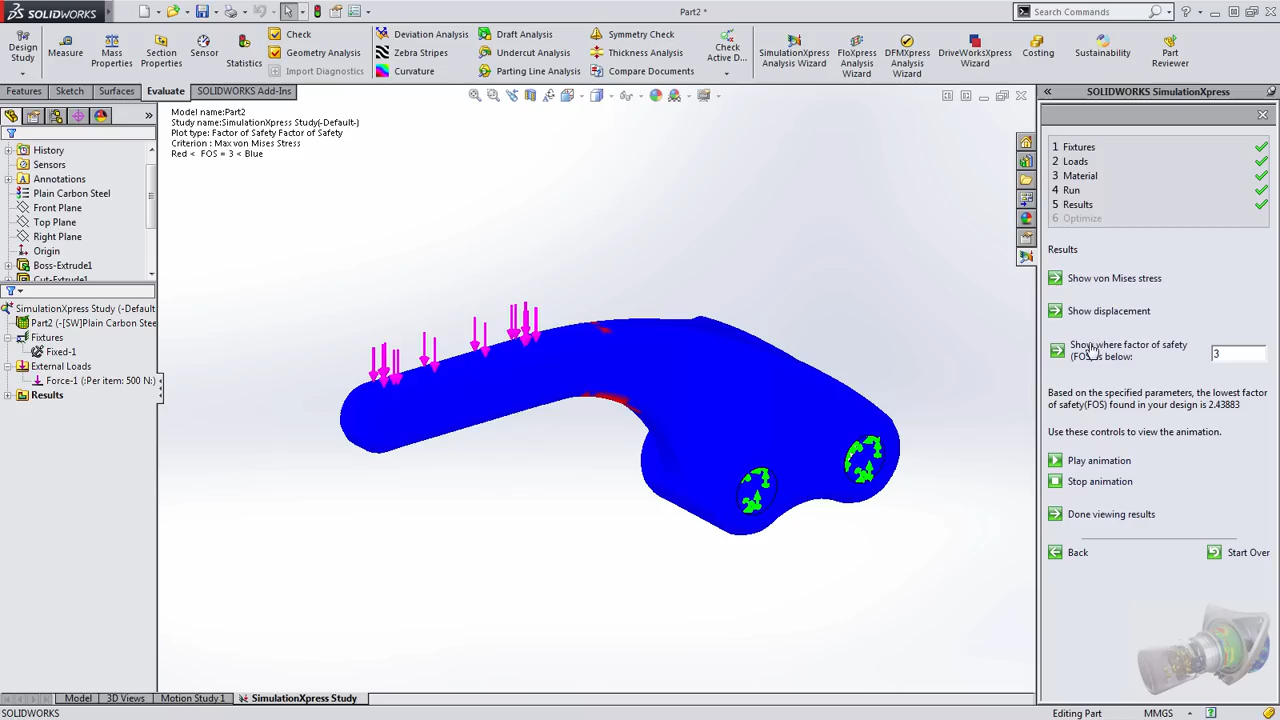 SOLIDWORKS
Part2 *
Search Commands
Design Study
Measure
Mass Properties
Section Properties
Sensor
Statistics
Check
Geometry Analysis
Import Diagnostics
Deviation Analysis
Zebra Stripes
Curvature
Draft Analysis
Undercut Analysis
Parting Line Analysis
Symmetry Check
Thickness Analysis
Compare Documents
Check Active D...
SimulationXpress Analysis Wizard
FloXpress Analysis Wizard
DFMXpress Analysis Wizard
DriveWorksXpress Wizard
Costing
Sustainability
Part Reviewer
Features
Sketch
Surfaces
Evaluate
SOLIDWORKS Add-Ins
History
Sensors
Annotations
Plain Carbon Steel
Front Plane
Top Plane
Right Plane
Origin
Boss-Extrude1
Cut-Extrude1
SimulationXpress Study (-Default
Part2 (-[SW]Plain Carbon Stee
Fixtures
Fixed-1
External Loads
Force-1 (:Per item: 500 N:)
Results
Model name:Part2
Study name:SimulationXpress Study(-Default-)
Plot type: Factor of Safety Factor of Safety
Criterion : Max von Mises Stress
Red < FOS = 3 < Blue
SOLIDWORKS SimulationXpress
1 Fixtures
2 Loads
3 Material
4 Run
5 Results
6 Optimize
Results
Show von Mises stress
Show displacement
Show where factor of safety
(FOS) is below:
3
Based on the specified parameters, the lowest factor
of safety(FOS) found in your design is 2.43883
Use these controls to view the animation.
Play animation
Stop animation
Done viewing results
Back
Start Over
Model
3D Views
Motion Study 1
SimulationXpress Study
SOLIDWORKS
Editing Part
MMGS